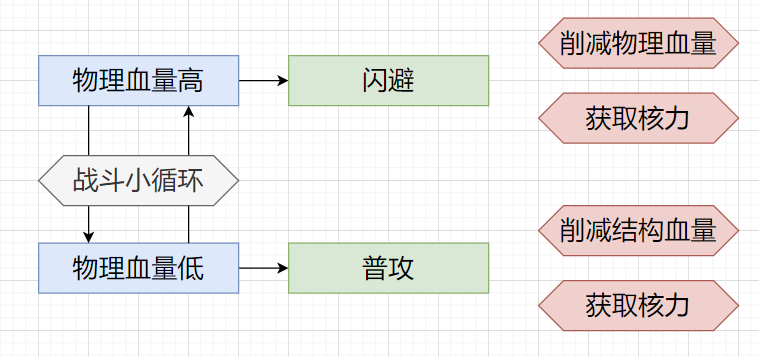 削减物理血量
物理血量高
闪避
获取核力
战斗小循环
削减结构血量
物理血量低
普攻
获取核力